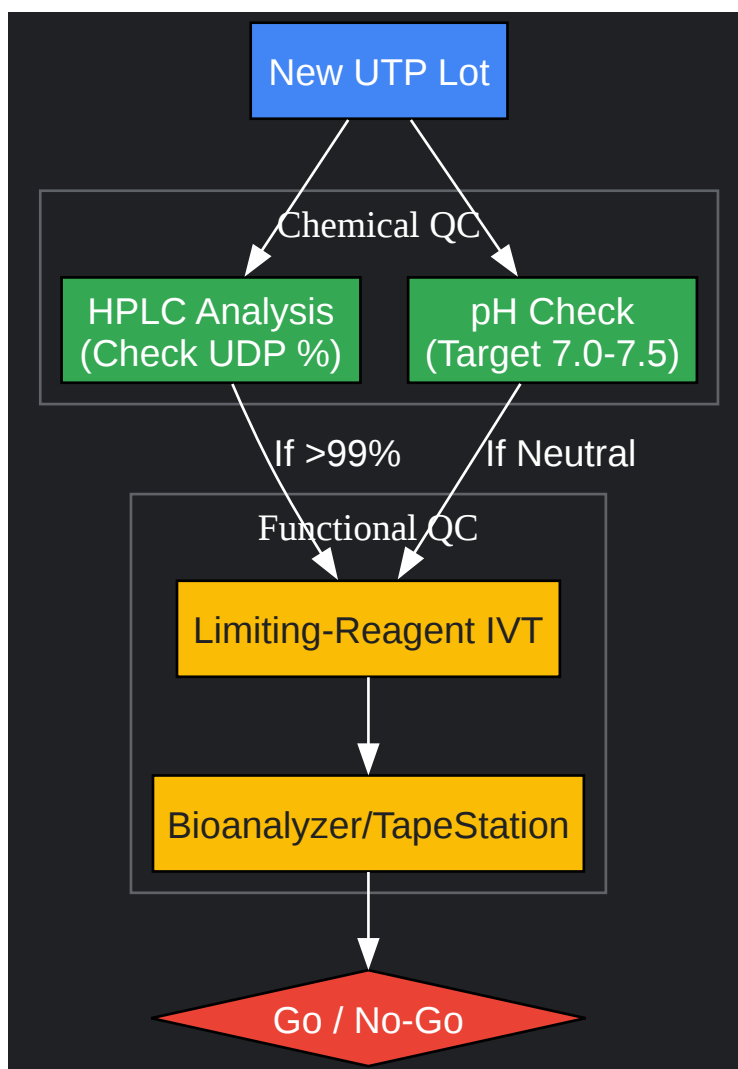 New UTP Lot
Chemical QC
HPLC Analysis
(Check UDP %)
pH Check
(Target 7.0-7.5)
If >99%
If Neutral
Functional QC
Limiting-Reagent IVT
Bioanalyzer/TapeStation
Go / No-Go